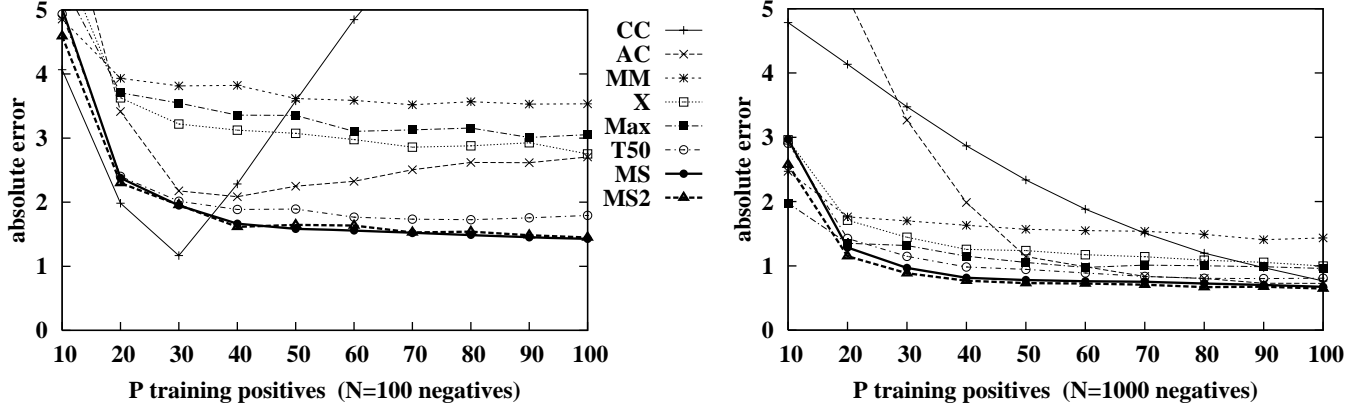 5
4
3
2
1
0
absolute error
10 20 30 40 50 60 70 80 90 100
P training positives (N=100 negatives)
CC
AC
MM
X
Max
T50
MS
MS2
5
4
3
2
1
0
absolute error
10 20 30 40 50 60 70 80 90 100
P training positives (N=1000 negatives)